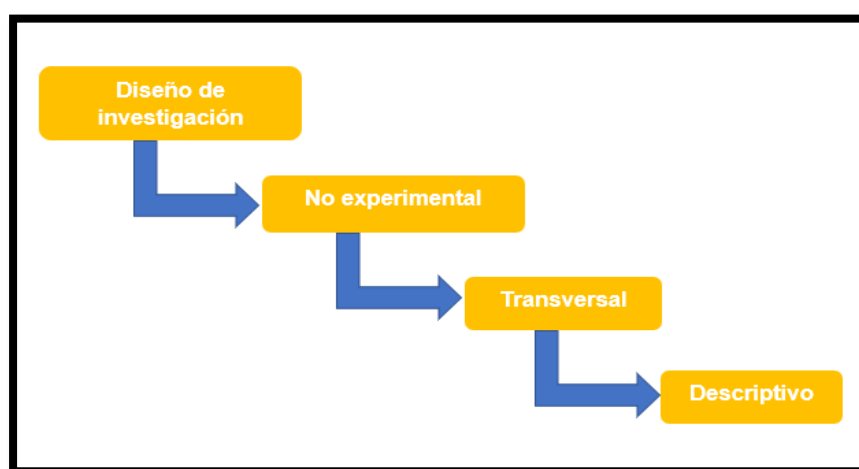 Diseño de
investigación
No experimental
Transversal
Descriptivo